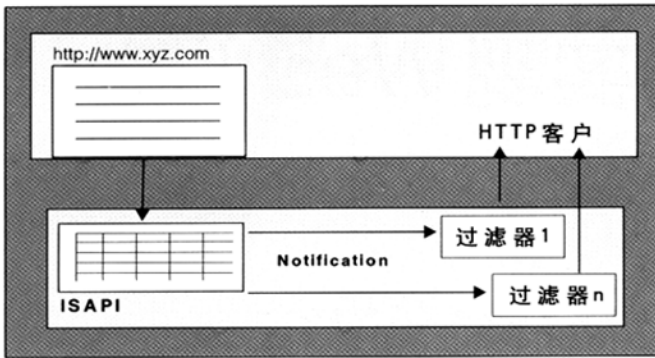 http://www.xyz.com
HTTP客户
过滤器1
Notification
过滤器n
ISAPI